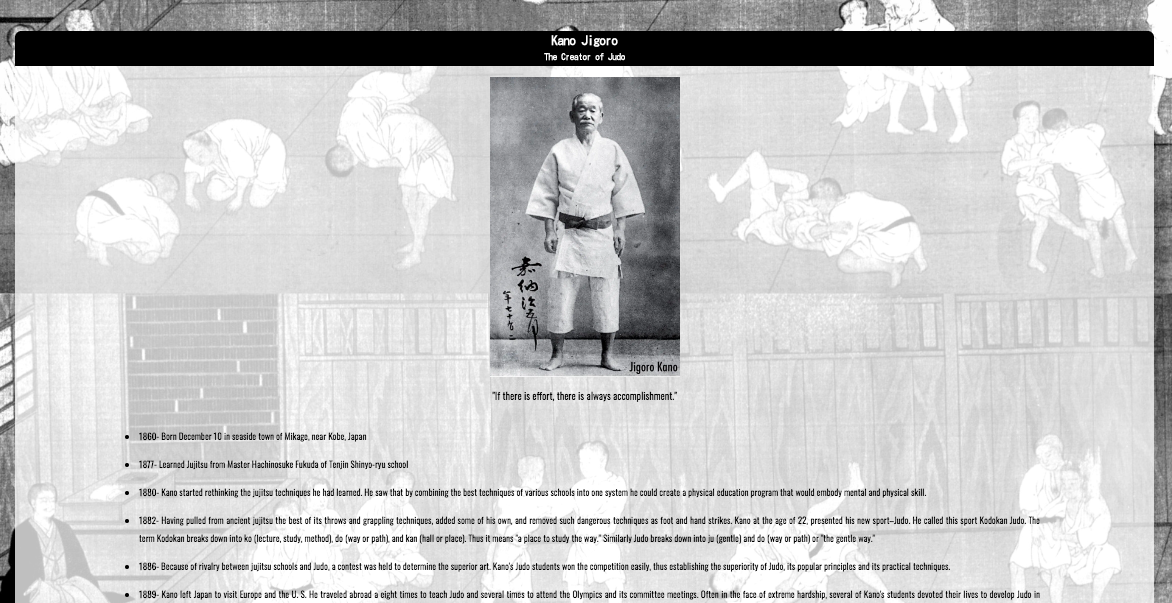 Kano Jigoro
The Creator of Judo
嘉納治五郎
年七十有二
Jigoro Kano
"If there is effort, there is always accomplishment."
1860- Born December 10 in seaside town of Mikage, near Kobe, Japan
1877- Learned Jujitsu from Master Hachinosuke Fukuda of Tenjin Shinyo-ryu school
1880- Kano started rethinking the jujitsu techniques he had learned. He saw that by combining the best techniques of various schools into one system he could create a physical education program that would embody mental and physical skill.
1882- Having pulled from ancient jujitsu the best of its throws and grappling techniques, added some of his own, and removed such dangerous techniques as foot and hand strikes. Kano at the age of 22, presented his new sport–Judo. He called this sport Kodokan Judo. The
term Kodokan breaks down into ko (lecture, study, method), do (way or path), and kan (hall or place). Thus it means "a place to study the way." Similarly Judo breaks down into ju (gentle) and do (way or path) or "the gentle way."
1886- Because of rivalry between jujitsu schools and Judo, a contest was held to determine the superior art. Kano's Judo students won the competition easily, thus establishing the superiority of Judo, its popular principles and its practical techniques.
1889- Kano left Japan to visit Europe and the U. S. He traveled abroad a eight times to teach Judo and several times to attend the Olympics and its committee meetings. Often in the face of extreme hardship, several of Kano's students devoted their lives to develop Judo in